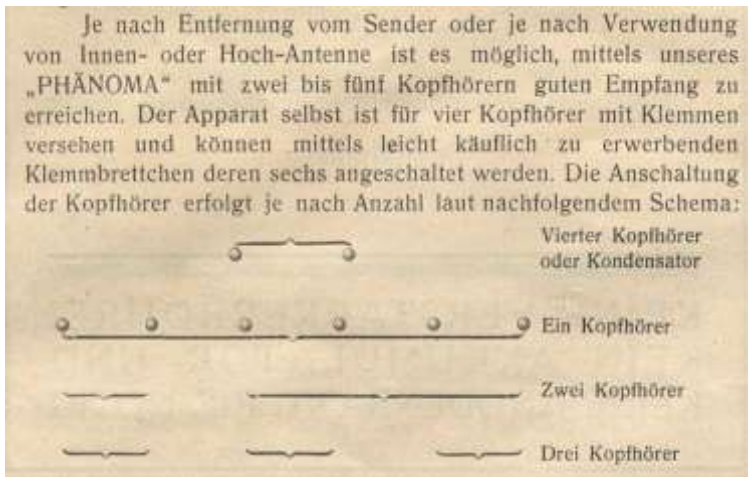 Je nach Entfernung vom Sender oder je nach Verwendung
von Innen- oder Hoch-Antenne ist es möglich, mittels unseres
„PHÄNOMA“ mit zwei bis fünf Kopfhörern guten Empfang zu
erreichen. Der Apparat selbst ist für vier Kopfhörer mit Klemmen
versehen und können mittels leicht käuflich zu erwerbenden
Klemmbrettchen deren sechs angeschaltet werden. Die Anschaltung
der Kopfhörer erfolgt je nach Anzahl laut nachfolgendem Schema:
Vierter Kopfhörer
oder Kondensator
Ein Kopfhörer
Zwei Kopfhörer
Drei Kopfhörer